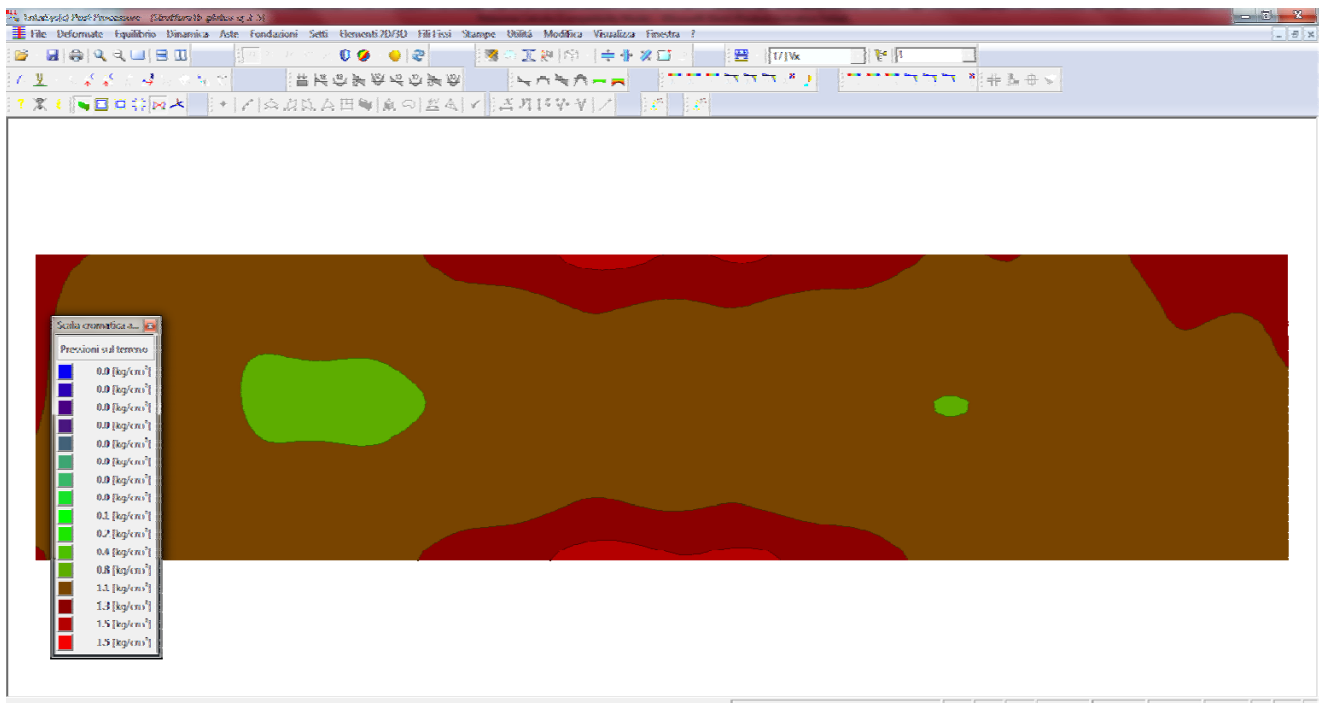 File Deformate Equilibrio Dinamica Aste Fondazioni Setti Elementi 2D/3D Fili Fissi Stampe Utilità Modifica Visualizza Finestra ?
Scala cromatica a...
Pressioni sul terreno
0.0 [kg/cm²]
0.0 [kg/cm²]
0.0 [kg/cm²]
0.0 [kg/cm²]
0.0 [kg/cm²]
0.0 [kg/cm²]
0.0 [kg/cm²]
0.0 [kg/cm²]
0.1 [kg/cm²]
0.2 [kg/cm²]
0.4 [kg/cm²]
0.8 [kg/cm²]
1.1 [kg/cm²]
1.3 [kg/cm²]
1.5 [kg/cm²]
1.5 [kg/cm²]